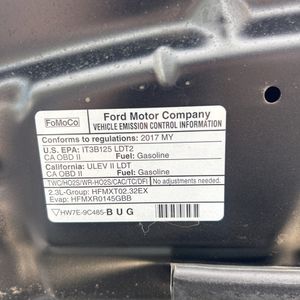 FoMoCo
Ford Motor Company
VEHICLE EMISSION CONTROL INFORMATION
Conforms to regulations: 2017 MY
U.S. EPA: IT3B125 LDT2
CA OBD II Fuel: Gasoline
California: ULEV II LDT
CA OBD II Fuel: Gasoline
TWC/HO2S/WR-HO2S/CAC/TC/DFI No adjustments needed.
2.3L-Group: HFMXT02.32EX
Evap: HFMXR0145GBB
HW7E-9C485-BUG